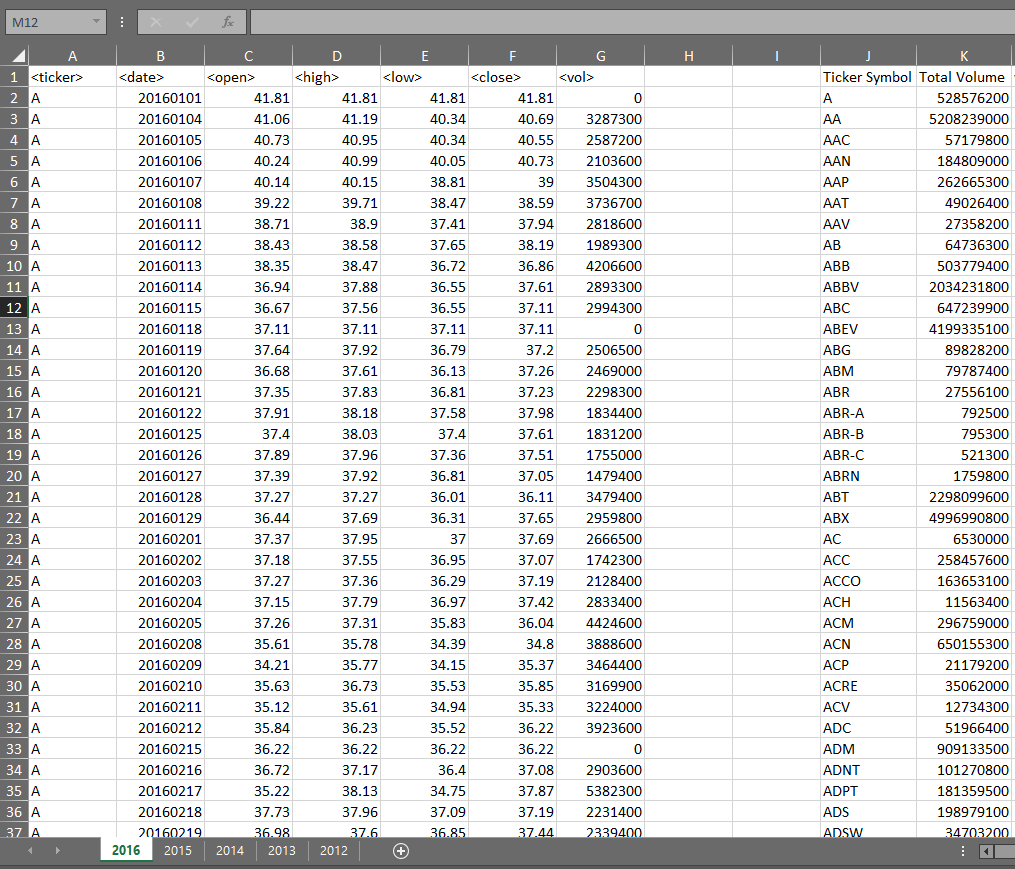 M12 fx
A B C D E F G H I J K
1 <ticker> <date> <open> <high> <low> <close> <vol> Ticker Symbol Total Volume
2 A 20160101 41.81 41.81 41.81 41.81 0 A 528576200
3 A 20160104 41.06 41.19 40.34 40.69 3287300 AA 5208239000
4 A 20160105 40.73 40.95 40.34 40.55 2587200 AAC 57179800
5 A 20160106 40.24 40.99 40.05 40.73 2103600 AAN 184809000
6 A 20160107 40.14 40.15 38.81 39 3504300 AAP 262665300
7 A 20160108 39.22 39.71 38.47 38.59 3736700 AAT 49026400
8 A 20160111 38.71 38.9 37.41 37.94 2818600 AAV 27358200
9 A 20160112 38.43 38.58 37.65 38.19 1989300 AB 64736300
10 A 20160113 38.35 38.47 36.72 36.86 4206600 ABB 503779400
11 A 20160114 36.94 37.88 36.55 37.61 2893300 ABBV 2034231800
12 A 20160115 36.67 37.56 36.55 37.11 2994300 ABC 647239900
13 A 20160118 37.11 37.11 37.11 37.11 0 ABEV 4199335100
14 A 20160119 37.64 37.92 36.79 37.2 2506500 ABG 89828200
15 A 20160120 36.68 37.61 36.13 37.26 2469000 ABM 79787400
16 A 20160121 37.35 37.83 36.81 37.23 2298300 ABR 27556100
17 A 20160122 37.91 38.18 37.58 37.98 1834400 ABR-A 792500
18 A 20160125 37.4 38.03 37.4 37.61 1831200 ABR-B 795300
19 A 20160126 37.89 37.96 37.36 37.51 1755000 ABR-C 521300
20 A 20160127 37.39 37.92 36.81 37.05 1479400 ABRN 1759800
21 A 20160128 37.27 37.27 36.01 36.11 3479400 ABT 2298099600
22 A 20160129 36.44 37.69 36.31 37.65 2959800 ABX 4996990800
23 A 20160201 37.37 37.95 37 37.69 2666500 AC 6530000
24 A 20160202 37.18 37.55 36.95 37.07 1742300 ACC 258457600
25 A 20160203 37.27 37.36 36.29 37.19 2128400 ACCO 163653100
26 A 20160204 37.15 37.79 36.97 37.42 2833400 ACH 11563400
27 A 20160205 37.26 37.31 35.83 36.04 4424600 ACM 296759000
28 A 20160208 35.61 35.78 34.39 34.8 3888600 ACN 650155300
29 A 20160209 34.21 35.77 34.15 35.37 3464400 ACP 21179200
30 A 20160210 35.63 36.73 35.53 35.85 3169900 ACRE 35062000
31 A 20160211 35.12 35.61 34.94 35.33 3224000 ACV 12734300
32 A 20160212 35.84 36.23 35.52 36.22 3923600 ADC 51966400
33 A 20160215 36.22 36.22 36.22 36.22 0 ADM 909133500
34 A 20160216 36.72 37.17 36.4 37.08 2903600 ADNT 101270800
35 A 20160217 35.22 38.13 34.75 37.87 5382300 ADPT 181359500
36 A 20160218 37.73 37.96 37.09 37.19 2231400 ADS 198979100
37 A 20160219 36.98 37.6 36.85 37.44 2339400 ADSW 34703200
2016 2015 2014 2013 2012